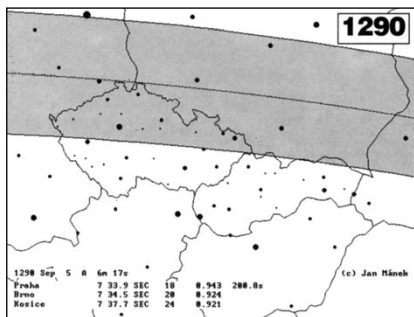 1290
1290 Sep 5 A 6m 17s (c) Jan Mánek
Praha 7 33.9 SEC 18 0.943 200.8s
Brno 7 34.5 SEC 20 0.924
Kosice 7 37.7 SEC 24 0.921